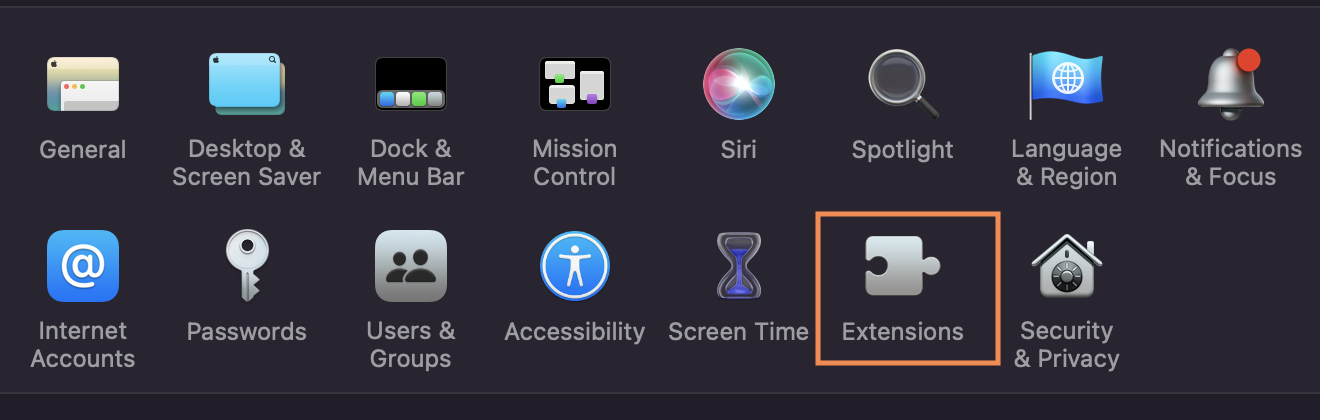 General
Desktop &
Screen Saver
Dock &
Menu Bar
Mission
Control
Siri
Spotlight
Language
& Region
Notifications
& Focus
Internet
Accounts
Passwords
Users &
Groups
Accessibility
Screen Time
Extensions
Security
& Privacy